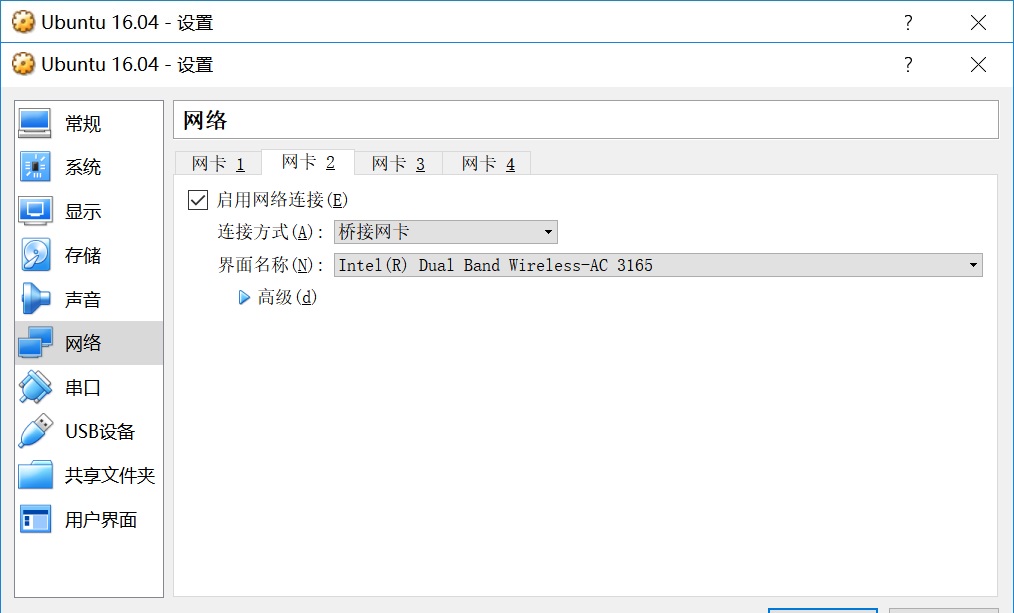 Ubuntu 16.04 - 设置 ?
Ubuntu 16.04 - 设置 ?
常规
系统
显示
存储
声音
网络
串口
USB设备
共享文件夹
用户界面
网络
网卡 1 网卡 2 网卡 3 网卡 4
启用网络连接(E)
连接方式(A): 桥接网卡
界面名称(N): Intel(R) Dual Band Wireless-AC 3165
高级(d)